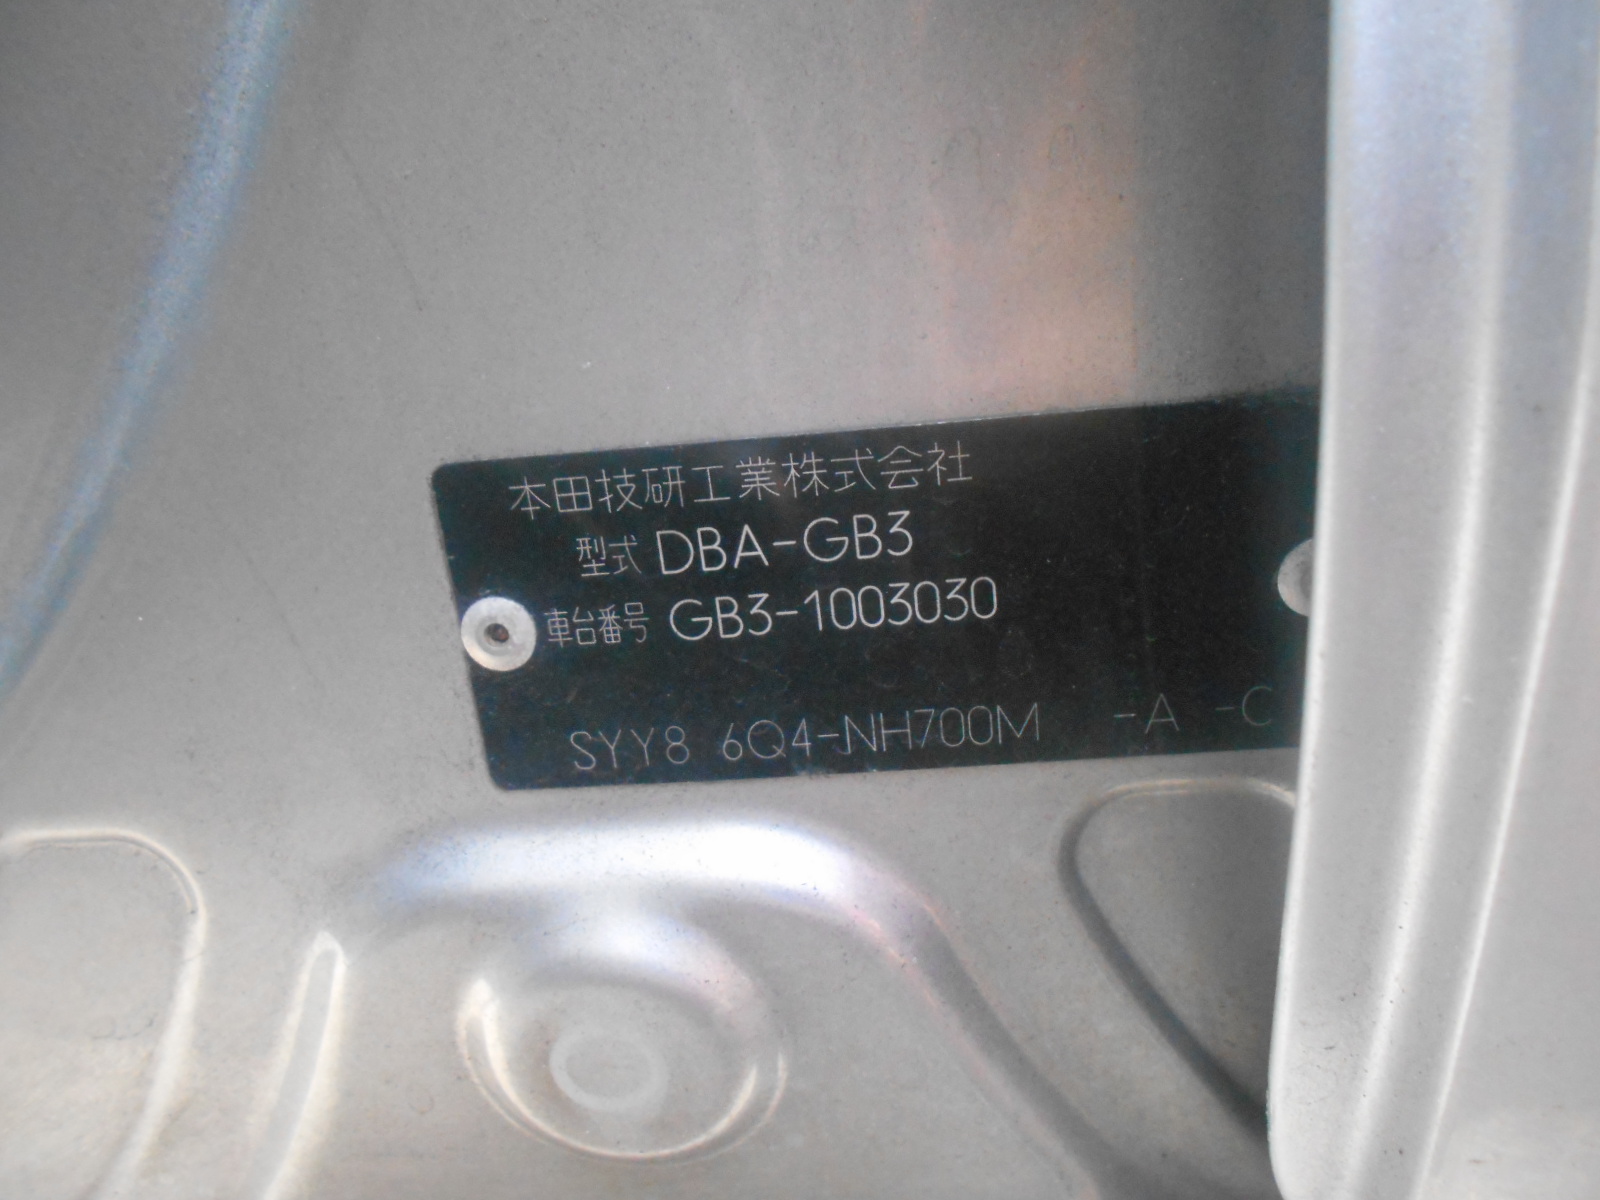 本田技研工業株式会社
型式 DBA-GB3
車台番号 GB3-1003030
SYY8 6Q4-NH700M -A -C